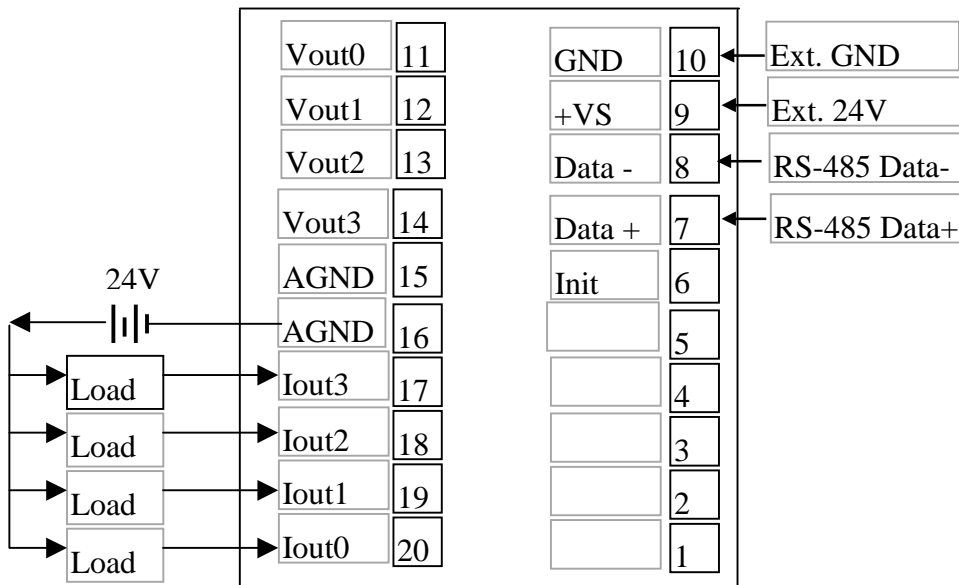 Vout0 11 GND 10 Ext. GND
Vout1 12 +VS 9 Ext. 24V
Vout2 13 Data - 8 RS-485 Data-
Vout3 14 Data + 7 RS-485 Data+
24V AGND 15 Init 6
AGND 16 5
Load Iout3 17 4
Load Iout2 18 3
Load Iout1 19 2
Load Iout0 20 1